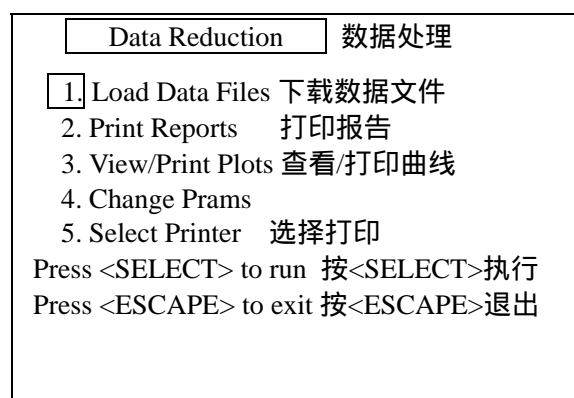 Data Reduction 数据处理
1. Load Data Files 下载数据文件
2. Print Reports 打印报告
3. View/Print Plots 查看/打印曲线
4. Change Prams
5. Select Printer 选择打印
Press <SELECT> to run 按<SELECT>执行
Press <ESCAPE> to exit 按<ESCAPE>退出